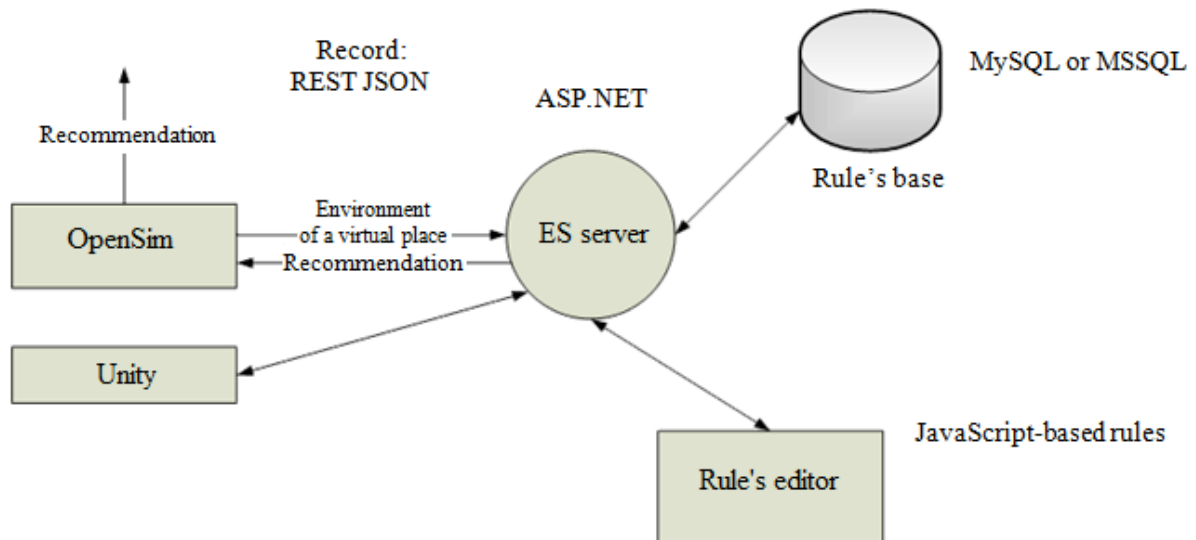 Record:
REST JSON
MySQL or MSSQL
ASP.NET
Recommendation
Rule’s base
Environment
of a virtual place
OpenSim
ES server
Recommendation
Unity
JavaScript-based rules
Rule's editor